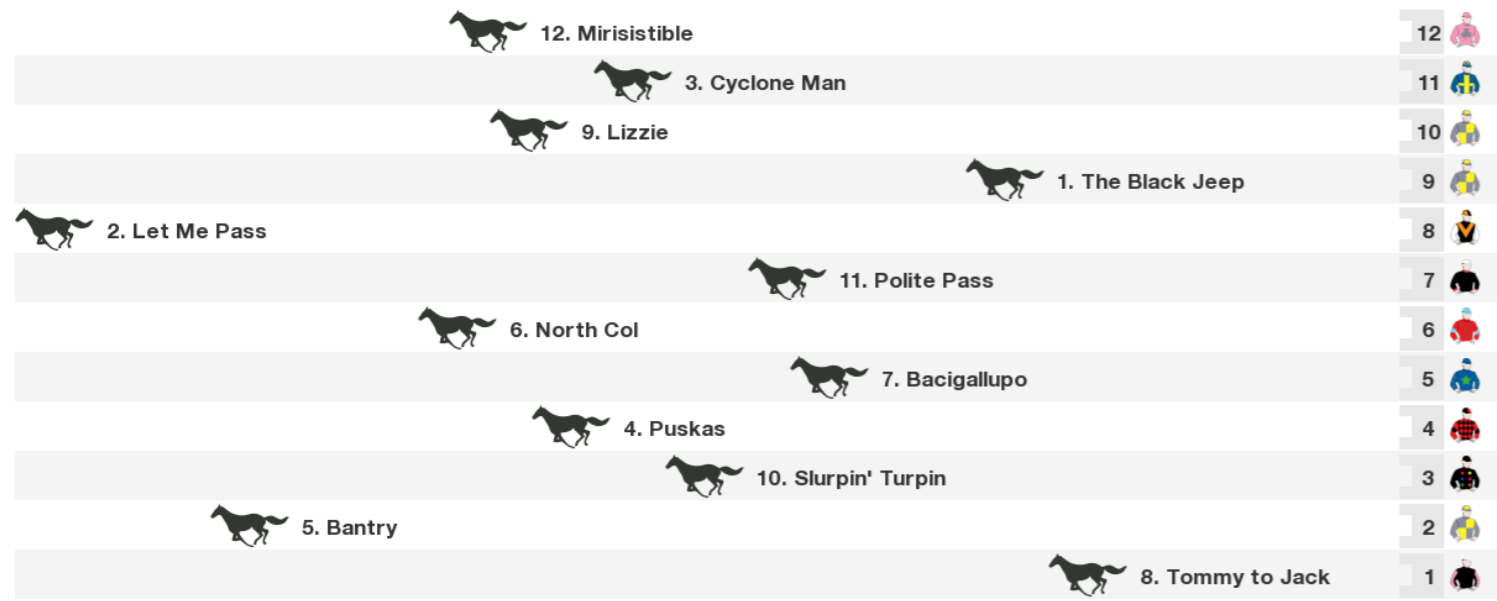 12. Mirisistible 12
3. Cyclone Man 11
9. Lizzie 10
1. The Black Jeep 9
2. Let Me Pass 8
11. Polite Pass 7
6. North Col 6
7. Bacigallupo 5
4. Puskas 4
10. Slurpin' Turpin 3
5. Bantry 2
8. Tommy to Jack 1